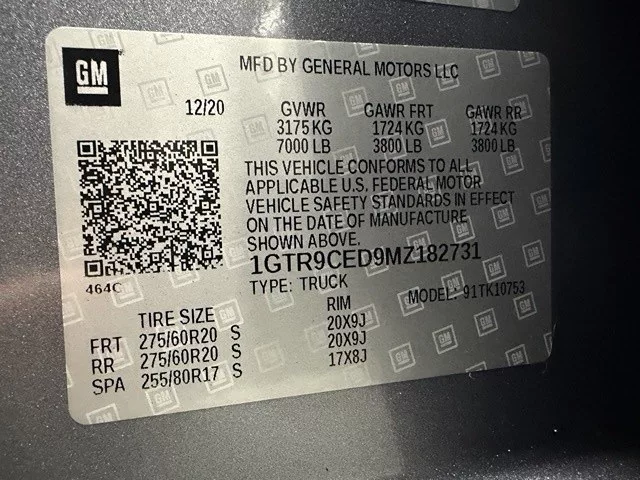 GM
MFD BY GENERAL MOTORS LLC
12/20
GVWR GAWR FRT GAWR RR
3175 KG 1724 KG 1724 KG
7000 LB 3800 LB 3800 LB
THIS VEHICLE CONFORMS TO ALL
APPLICABLE U.S. FEDERAL MOTOR
VEHICLE SAFETY STANDARDS IN EFFECT
ON THE DATE OF MANUFACTURE
SHOWN ABOVE.
1GTR9CED9MZ182731
464C
TYPE: TRUCK MODEL: 91TK10753
TIRE SIZE RIM
FRT 275/60R20 S 20X9J
RR 275/60R20 S 20X9J
SPA 255/80R17 S 17X8J